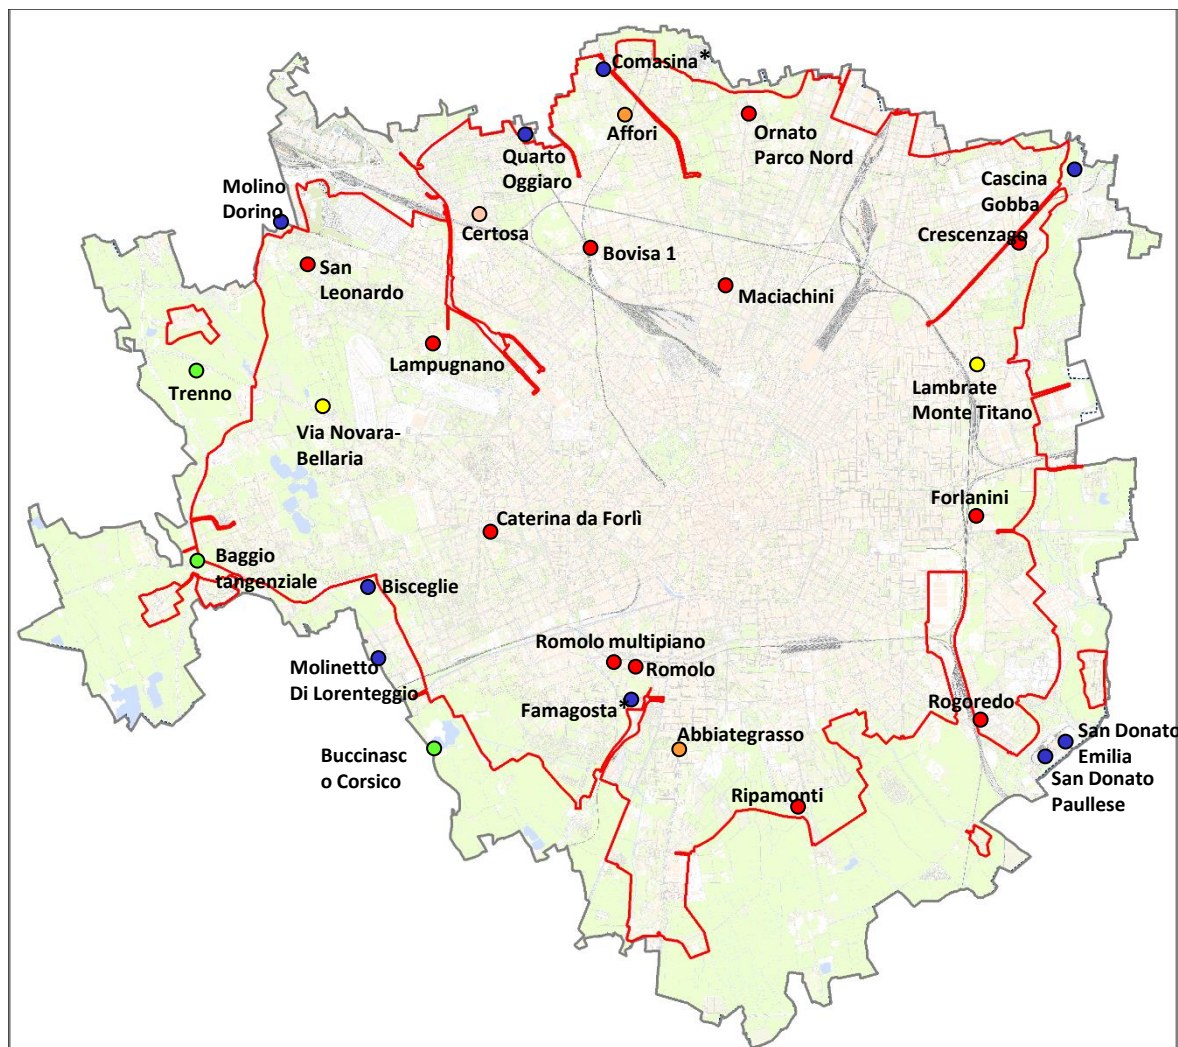 Comasina*
Affori
Ornato
Parco Nord
Quarto
Oggiaro
Cascina
Gobba
Molino
Dorino
Certosa
Crescenzago
Bovisa 1
San
Leonardo
Maciachini
Lampugnano
Trenno
Lambrate
Monte Titano
Via Novara-
Bellaria
Forlanini
Caterina da Forlì
Baggio
tangenziale
Bisceglie
Romolo multipiano
Romolo
Molinetto
Di Lorenteggio
Famagosta*
Rogoredo
Abbiategrasso
San Donato
Emilia
San Donato
Paullese
Buccinasc
o Corsico
Ripamonti